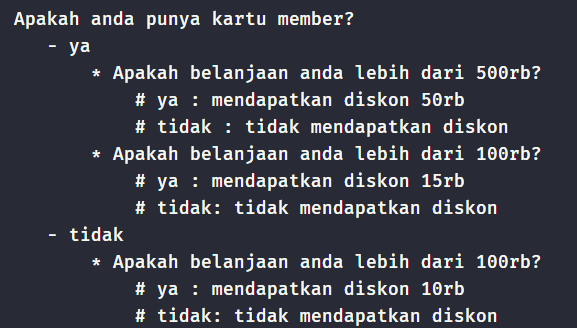 Apakah anda punya kartu member?
- ya
* Apakah belanjaan anda lebih dari 500rb?
# ya : mendapatkan diskon 50rb
# tidak : tidak mendapatkan diskon
* Apakah belanjaan anda lebih dari 100rb?
# ya : mendapatkan diskon 15rb
# tidak: tidak mendapatkan diskon
- tidak
* Apakah belanjaan anda lebih dari 100rb?
# ya : mendapatkan diskon 10rb
# tidak: tidak mendapatkan diskon